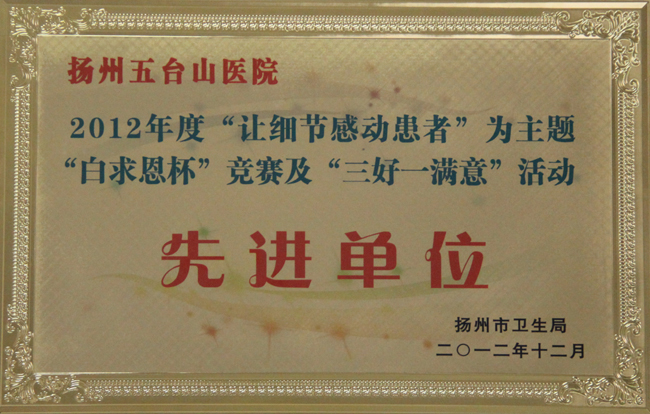 扬州五台山医院
2012年度“让细节感动患者”为主题
“白求恩杯”竞赛及“三好一满意”活动
先进单位
扬州市卫生局
二〇一二年十二月